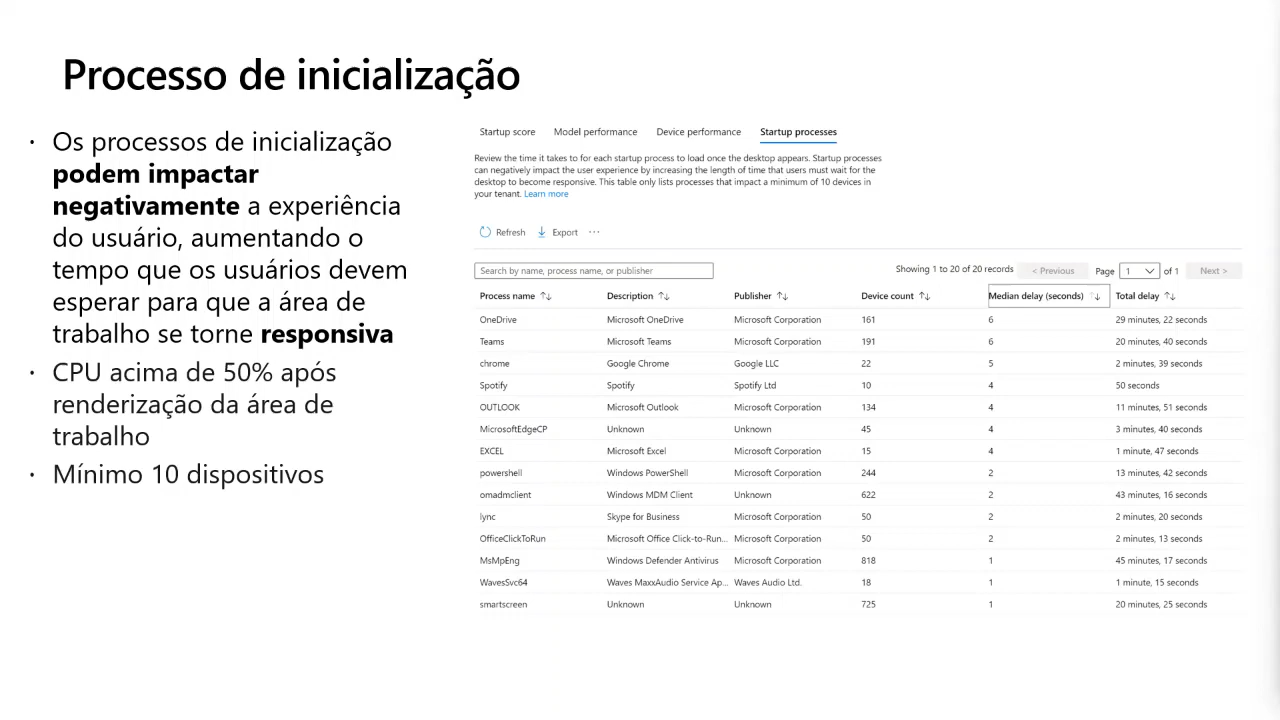 Processo de inicialização
· Os processos de inicialização
podem impactar
negativamente a experiência
do usuário, aumentando o
tempo que os usuários devem
esperar para que a área de
trabalho se torne responsiva
· CPU acima de 50% após
renderização da área de
trabalho
· Mínimo 10 dispositivos
Startup score Model performance Device performance Startup processes
Review the time it takes to for each startup process to load once the desktop appears. Startup processes
can negatively impact the user experience by increasing the length of time that users must wait for the
desktop to become responsive. This table only lists processes that impact a minimum of 10 devices in
your tenant. Learn more
Refresh Export ···
Search by name, process name, or publisher Showing 1 to 20 of 20 records < Previous Page 1 of 1 Next >
Process name Description Publisher Device count Median delay (seconds) Total delay
OneDrive Microsoft OneDrive Microsoft Corporation 161 6 29 minutes, 22 seconds
Teams Microsoft Teams Microsoft Corporation 191 6 20 minutes, 40 seconds
chrome Google Chrome Google LLC 22 5 2 minutes, 39 seconds
Spotify Spotify Spotify Ltd 10 4 50 seconds
OUTLOOK Microsoft Outlook Microsoft Corporation 134 4 11 minutes, 51 seconds
MicrosoftEdgeCP Unknown Unknown 45 4 3 minutes, 40 seconds
EXCEL Microsoft Excel Microsoft Corporation 15 4 1 minute, 47 seconds
powershell Windows PowerShell Microsoft Corporation 244 2 13 minutes, 42 seconds
omadmclient Windows MDM Client Unknown 622 2 43 minutes, 16 seconds
lync Skype for Business Microsoft Corporation 50 2 2 minutes, 20 seconds
OfficeClickToRun Microsoft Office Click-to-Run... Microsoft Corporation 50 2 2 minutes, 13 seconds
MsMpEng Windows Defender Antivirus Microsoft Corporation 818 1 45 minutes, 17 seconds
WavesSvc64 Waves MaxxAudio Service Ap... Waves Audio Ltd. 18 1 1 minute, 15 seconds
smartscreen Unknown Unknown 725 1 20 minutes, 25 seconds